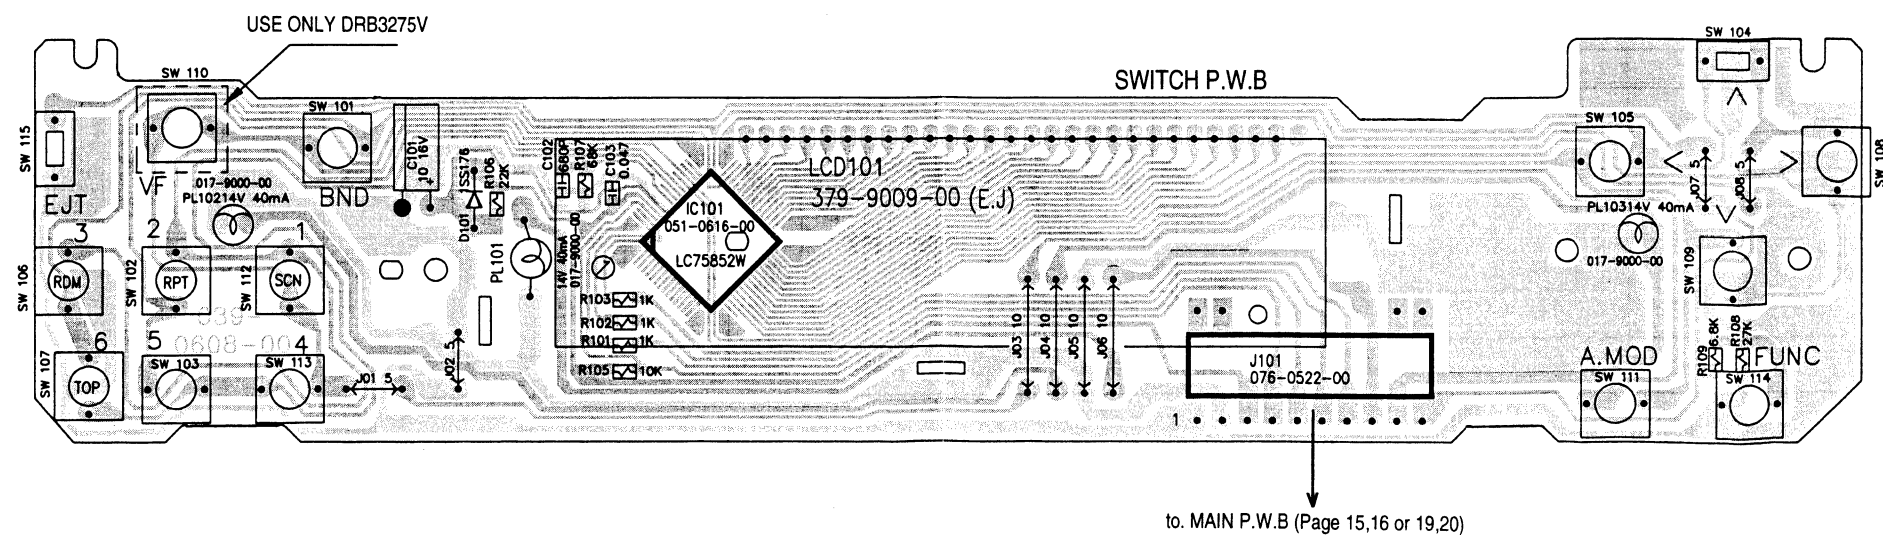 USE ONLY DRB3275V
SWITCH P.W.B
SW 110
SW 101
SW 104
SW 115
SW 105
SW 108
VF
EJT
BND
017-9000-00
PL10214V 40mA
C101
10 16V
+
D101
SS176
R106
22K
C102
680P
R107
68K
C103
0.047
LCD101
379-9009-00 (E.J)
IC101
051-0616-00
LC75852W
J07 5
J08 5
PL10314V 40mA
017-9000-00
3
2
1
SW 106
RDM
SW 102
RPT
SW 112
SCN
PL101
14V 40mA
017-9000-00
SW 109
R103 1K
R102 1K
R101 1K
R105 10K
039-
0608-00
J03 10
J04 10
J05 10
J06 10
6
5
4
SW 107
TOP
SW 103
SW 113
J01 5
J02 5
J101
076-0522-00
1
A.MOD
SW 111
R109
6.8K
R108
27K
FUNC
SW 114
to. MAIN P.W.B (Page 15,16 or 19,20)